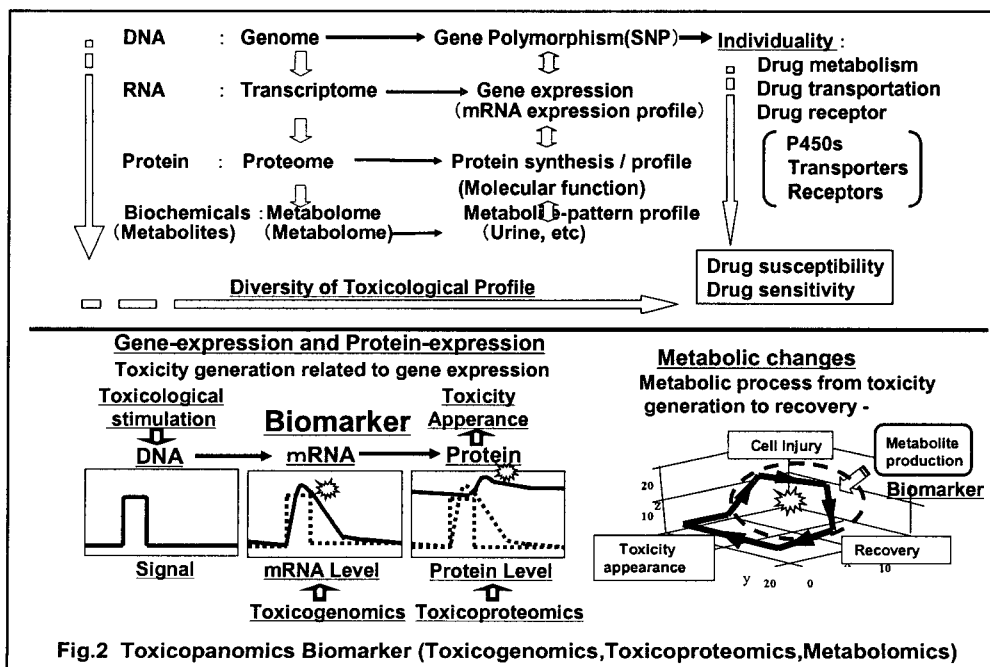 DNA : Genome Gene Polymorphism(SNP) Individuality :
Drug metabolism
RNA : Transcriptome Gene expression Drug transportation
(mRNA expression profile) Drug receptor
P450s
Protein : Proteome Protein synthesis / profile Transporters
(Molecular function) Receptors
Biochemicals : Metabolome Metabolite-pattern profile
(Metabolites) (Metabolome) (Urine, etc)
Drug susceptibility
Diversity of Toxicological Profile Drug sensitivity
Gene-expression and Protein-expression
Toxicity generation related to gene expression
Toxicological stimulation
Biomarker
Toxicity Apperance
DNA mRNA Protein
Signal mRNA Level Protein Level
Toxicogenomics Toxicoproteomics
Metabolic changes
Metabolic process from toxicity
generation to recovery -
Cell Injury
Metabolite
production
Biomarker
20
z
10
Toxicity
appearance
Recovery
y 20 0 10
Fig.2 Toxicopanomics Biomarker (Toxicogenomics,Toxicoproteomics,Metabolomics)